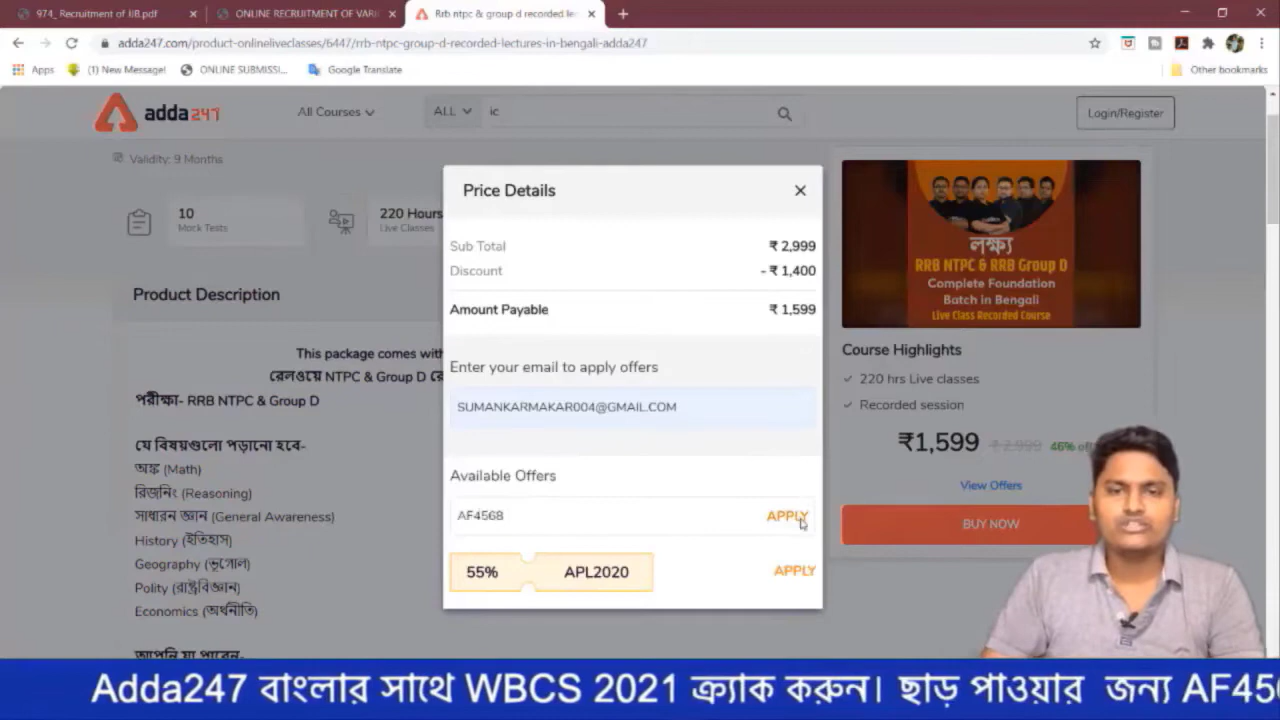 974_ Recruitment of IIB.pdf
ONLINE RECRUITMENT OF VARI
Rrb ntpc & group d recorded lec
adda247.com/product-onlineliveclasses/6447/rrb-ntpc-group-d-recorded-lectures-in-bengali-adda247
Apps
(1) New Message!
ONLINE SUBMISSI...
Google Translate
Other bookmarks
adda247
All Courses
ALL
ic
Login/Register
Validity: 9 Months
10
Mock Tests
220 Hours
Live Classes
Product Description
This package comes with
রেলওয়ে NTPC & Group D রে
পরীক্ষা- RRB NTPC & Group D
যে বিষয়গুলো পড়ানো হবে-
অঙ্ক (Math)
রিজনিং (Reasoning)
সাধারন জ্ঞান (General Awareness)
History (ইতিহাস)
Geography (ভূগোল)
Polity (রাষ্ট্রবিজ্ঞান)
Economics (অর্থনীতি)
আপনি যা পাবেন-
Price Details
Sub Total ₹ 2,999
Discount - ₹ 1,400
Amount Payable ₹ 1,599
Enter your email to apply offers
SUMANKARMAKAR004@GMAIL.COM
Available Offers
AF4568 APPLY
55% APL2020 APPLY
লক্ষ্য
RRB NTPC & RRB Group D
Complete Foundation
Batch in Bengali
Live Class Recorded Course
Course Highlights
220 hrs Live classes
Recorded session
₹1,599 ₹ 2,999 46% off
View Offers
BUY NOW
Adda247 বাংলার সাথে WBCS 2021 ক্র্যাক করুন। ছাড় পাওয়ার জন্য AF456